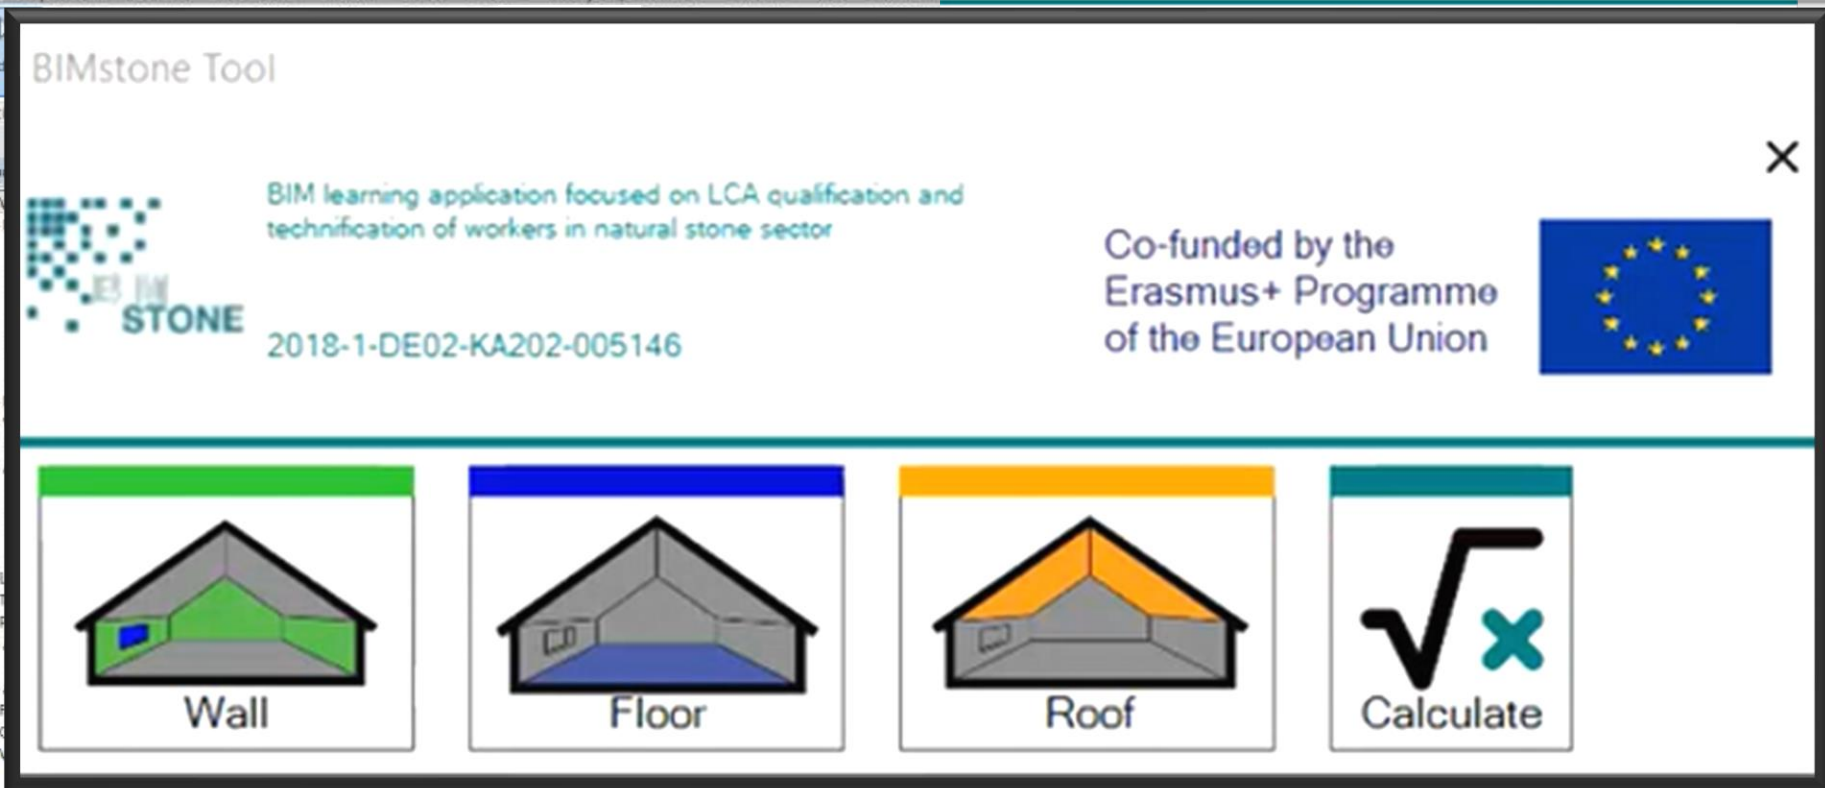 BIMstone Tool
BIM learning application focused on LCA qualification and
technification of workers in natural stone sector
BIM
STONE
2018-1-DE02-KA202-005146
Co-funded by the
Erasmus+ Programme
of the European Union
Wall
Floor
Roof
Calculate